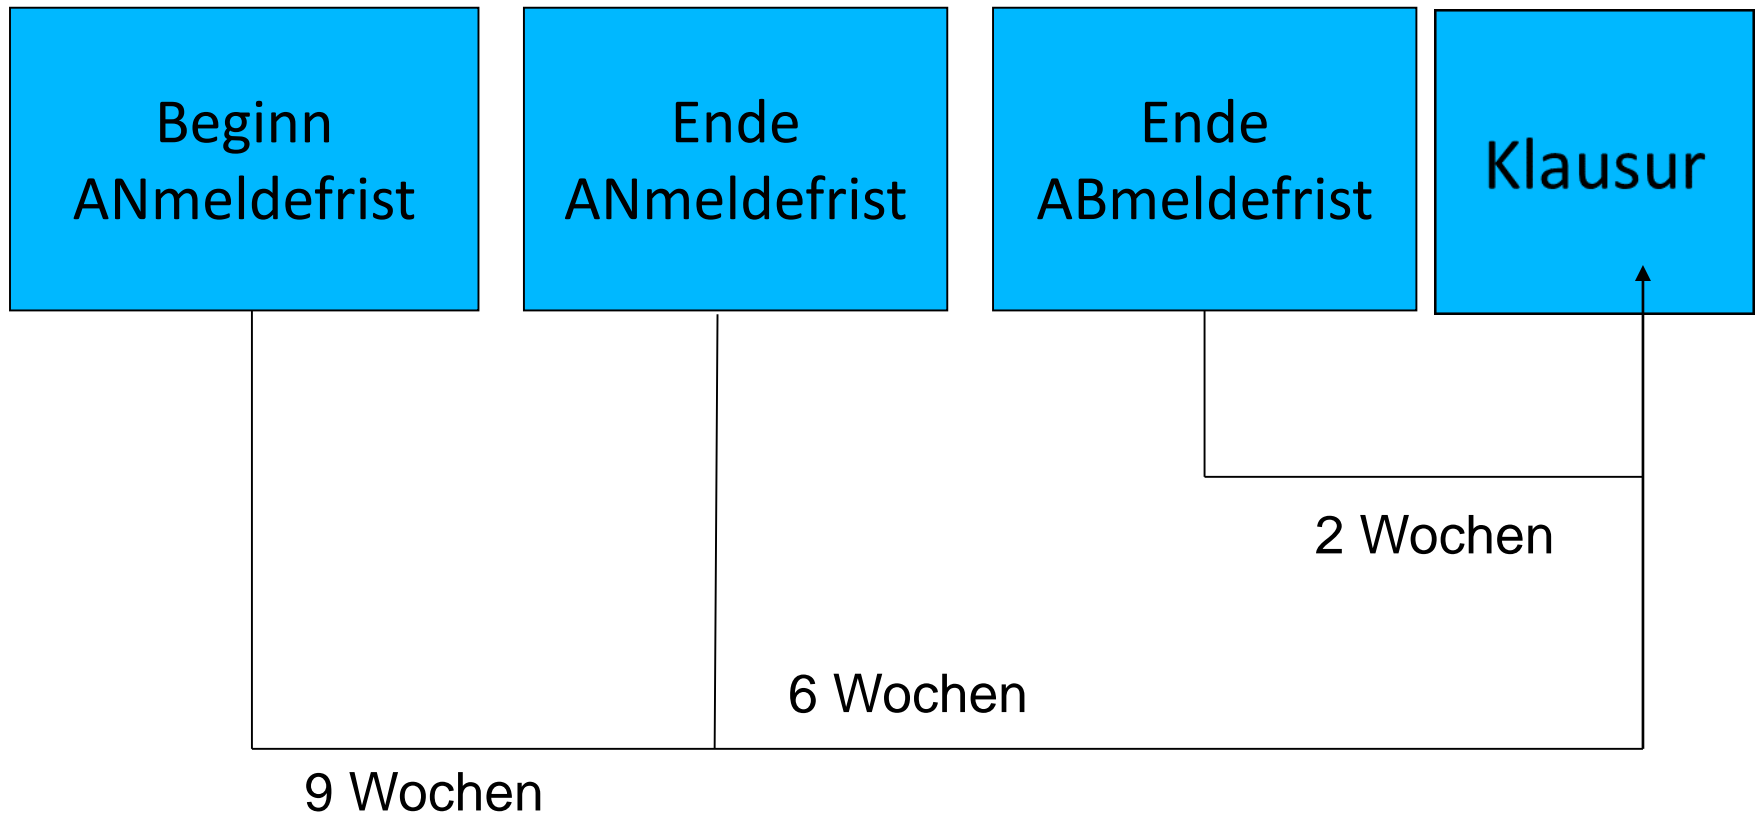 Beginn
ANmeldefrist
Ende
ANmeldefrist
Ende
ABmeldefrist
Klausur
2 Wochen
6 Wochen
9 Wochen